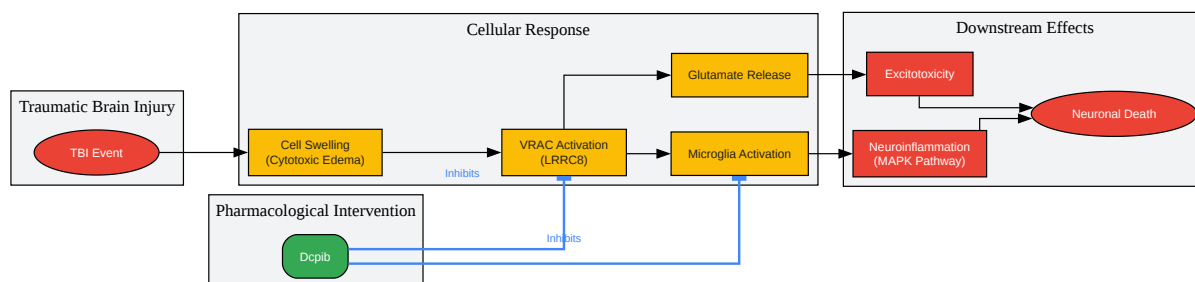 Cellular Response
Downstream Effects
Glutamate Release
Excitotoxicity
Traumatic Brain Injury
Neuronal Death
TBI Event
Cell Swelling
(Cytotoxic Edema)
VRAC Activation
(LRRC8)
Microglia Activation
Neuroinflammation
(MAPK Pathway)
Inhibits
Pharmacological Intervention
Inhibits
Dcpib